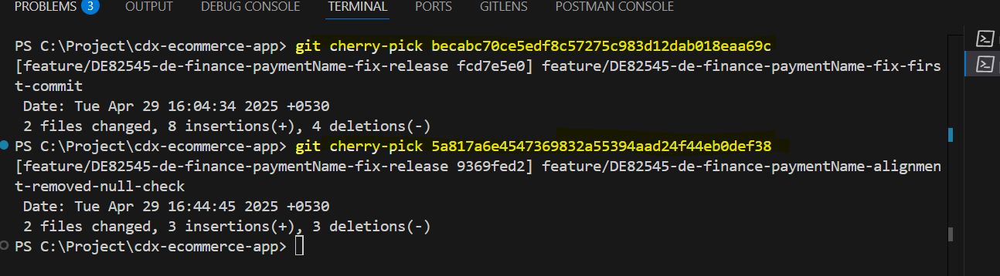 PROBLEMS 3 OUTPUT DEBUG CONSOLE TERMINAL PORTS GITLENS POSTMAN CONSOLE
PS C:\Project\cdx-ecommerce-app> git cherry-pick becabc70ce5edf8c57275c983d12dab018eaa69c
[feature/DE82545-de-finance-paymentName-fix-release fcd7e5e0] feature/DE82545-de-finance-paymentName-fix-firs
t-commit
 Date: Tue Apr 29 16:04:34 2025 +0530
 2 files changed, 8 insertions(+), 4 deletions(-)
PS C:\Project\cdx-ecommerce-app> git cherry-pick 5a817a6e4547369832a55394aad24f44eb0def38
[feature/DE82545-de-finance-paymentName-fix-release 9369fed2] feature/DE82545-de-finance-paymentName-alignmen
t-removed-null-check
 Date: Tue Apr 29 16:44:45 2025 +0530
 2 files changed, 3 insertions(+), 3 deletions(-)
PS C:\Project\cdx-ecommerce-app>